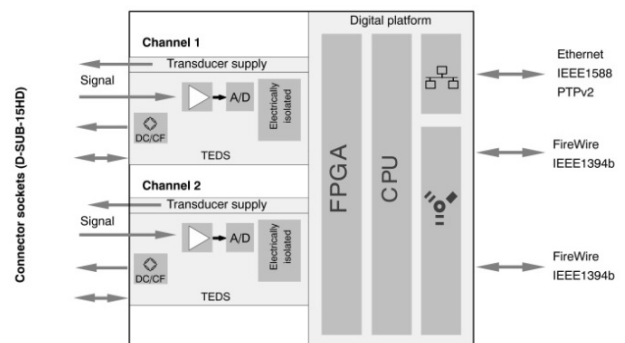 Digital platform
Connector sockets (D-SUB-15HD)
Channel 1
Transducer supply
Signal
A/D
Electrically
isolated
DC/CF
TEDS
Channel 2
Transducer supply
Signal
A/D
Electrically
isolated
DC/CF
TEDS
FPGA
CPU
Ethernet
IEEE1588
PTPv2
FireWire
IEEE1394b
FireWire
IEEE1394b